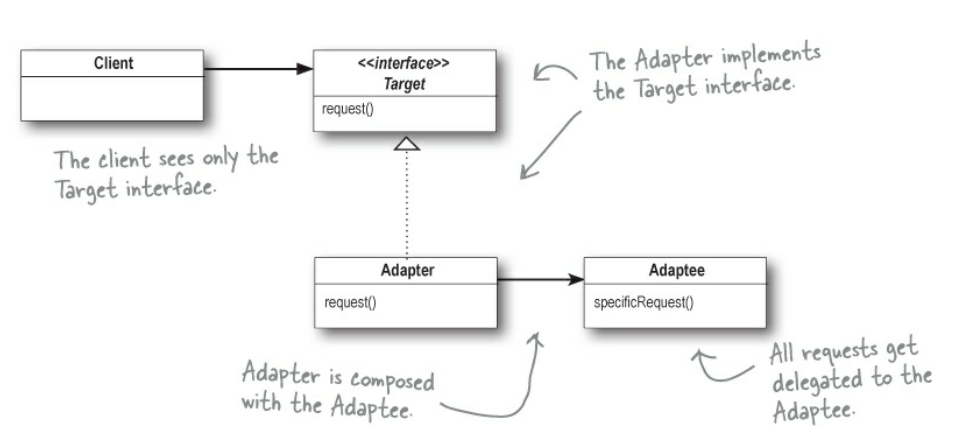 Client
<<interface>>
Target
request()
The Adapter implements
the Target interface.
The client sees only the
Target interface.
Adapter
request()
Adaptee
specificRequest()
Adapter is composed
with the Adaptee.
All requests get
delegated to the
Adaptee.